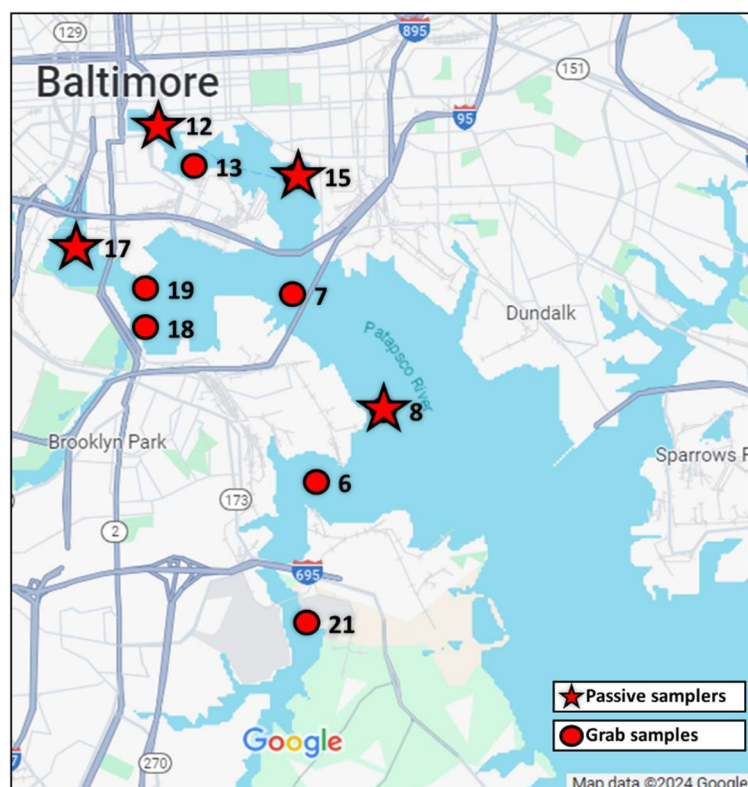 129
895
Baltimore
151
95
12
13
15
17
19
7
18
Dundalk
Patapsco River
8
Brooklyn Park
Sparrows P
6
173
2
695
21
Passive samplers
Grab samples
Google
270
Map data ©2024 Google